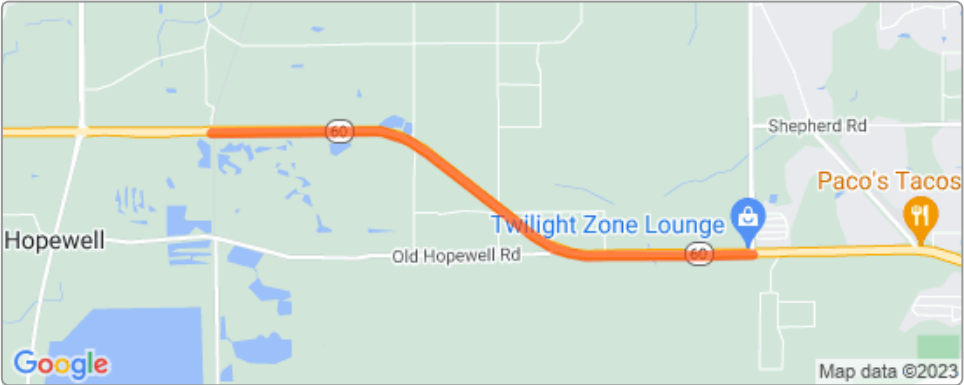 60
Shepherd Rd
Paco's Tacos
Twilight Zone Lounge
Hopewell
Old Hopewell Rd
60
Google
Map data ©2023